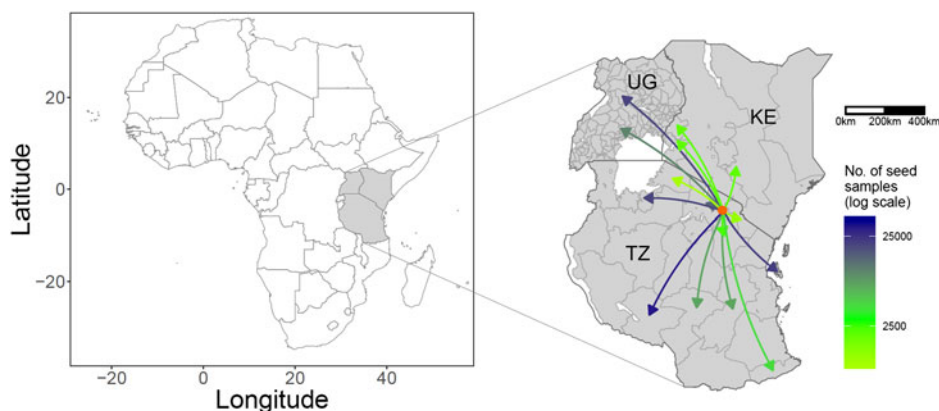 Latitude
20
0
−20
−20
0
20
40
Longitude
UG
KE
TZ
0km 200km 400km
No. of seed
samples
(log scale)
25000
2500